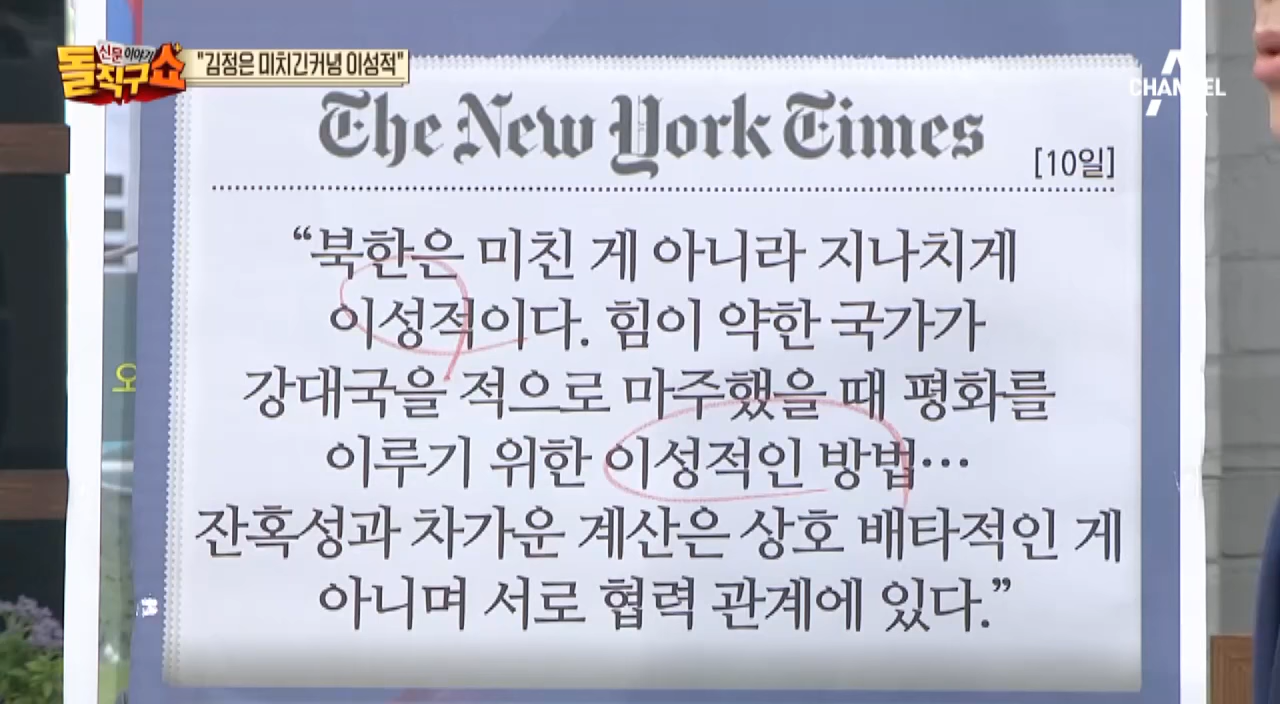 신문이야기
돌직구쇼
"김정은 미치긴커녕 이성적"
CHANNEL A
The New York Times
[10일]
“북한은 미친 게 아니라 지나치게
이성적이다. 힘이 약한 국가가
강대국을 적으로 마주했을 때 평화를
이루기 위한 이성적인 방법…
잔혹성과 차가운 계산은 상호 배타적인 게
아니며 서로 협력 관계에 있다.”
오